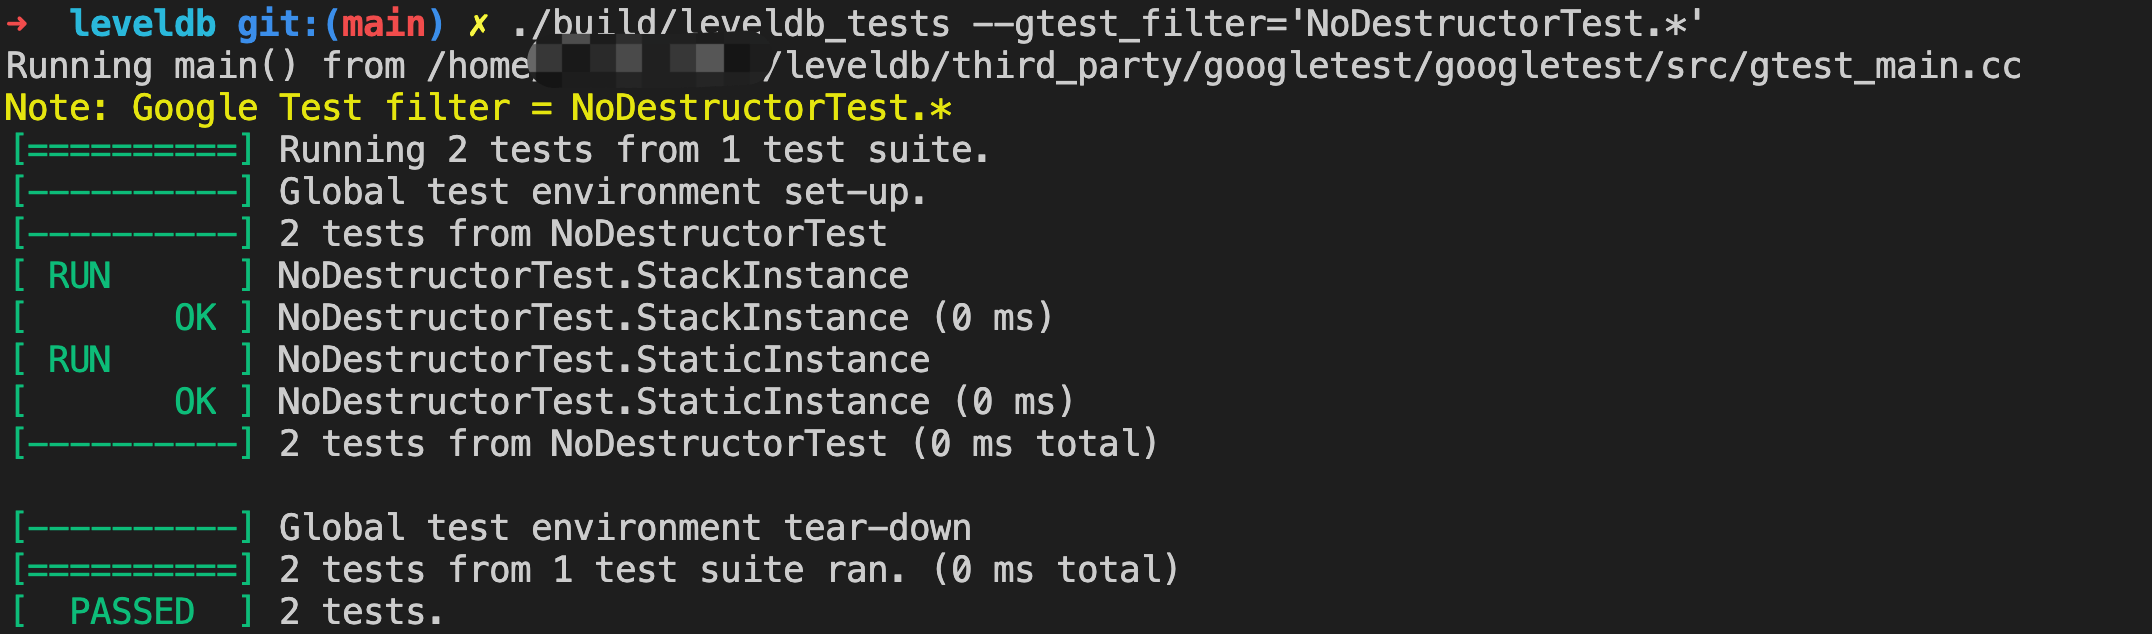 → leveldb git:(main) ✗ ./build/leveldb_tests --gtest_filter='NoDestructorTest.*'
Running main() from /home /leveldb/third_party/googletest/googletest/src/gtest_main.cc
Note: Google Test filter = NoDestructorTest.*
[==========] Running 2 tests from 1 test suite.
[----------] Global test environment set-up.
[----------] 2 tests from NoDestructorTest
[ RUN      ] NoDestructorTest.StackInstance
[       OK ] NoDestructorTest.StackInstance (0 ms)
[ RUN      ] NoDestructorTest.StaticInstance
[       OK ] NoDestructorTest.StaticInstance (0 ms)
[----------] 2 tests from NoDestructorTest (0 ms total)
[----------] Global test environment tear-down
[==========] 2 tests from 1 test suite ran. (0 ms total)
[  PASSED  ] 2 tests.